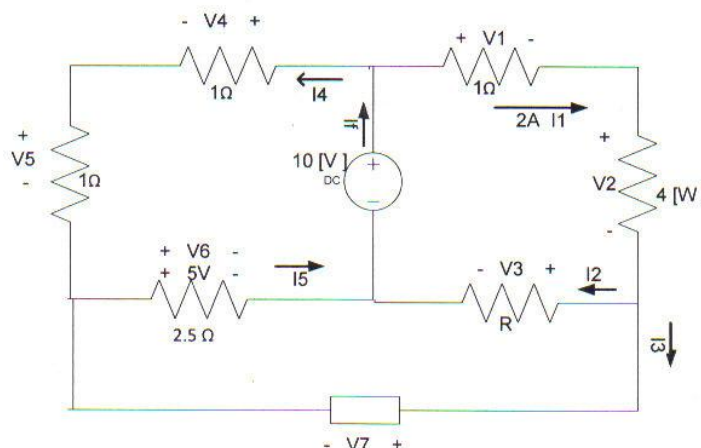 - V4 +
1Ω
I4
+ V1 -
1Ω
2A I1
+
V5
-
1Ω
If
10 [V]
DC
+
-
+
V2
-
4 [W
+ V6 -
+ 5V -
I5
2.5 Ω
- V3 +
R
I2
I3
- V7 +